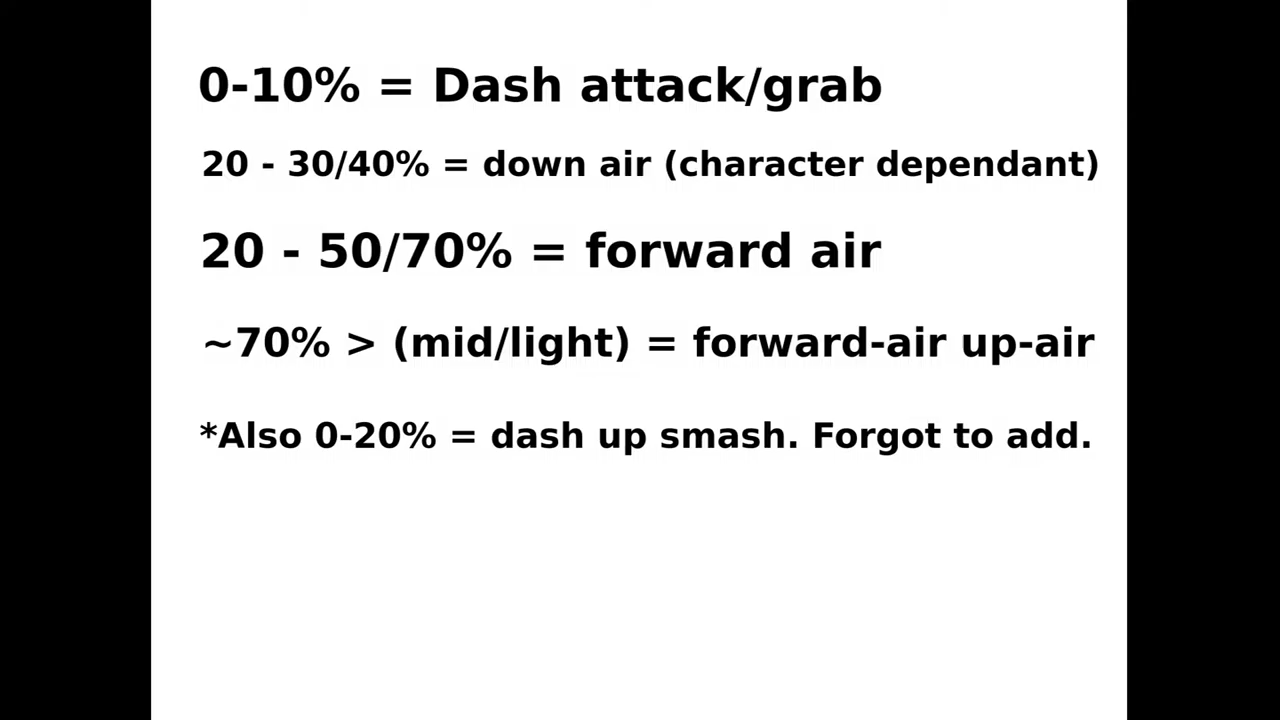 0-10% = Dash attack/grab
20 - 30/40% = down air (character dependant)
20 - 50/70% = forward air
~70% > (mid/light) = forward-air up-air
*Also 0-20% = dash up smash. Forgot to add.